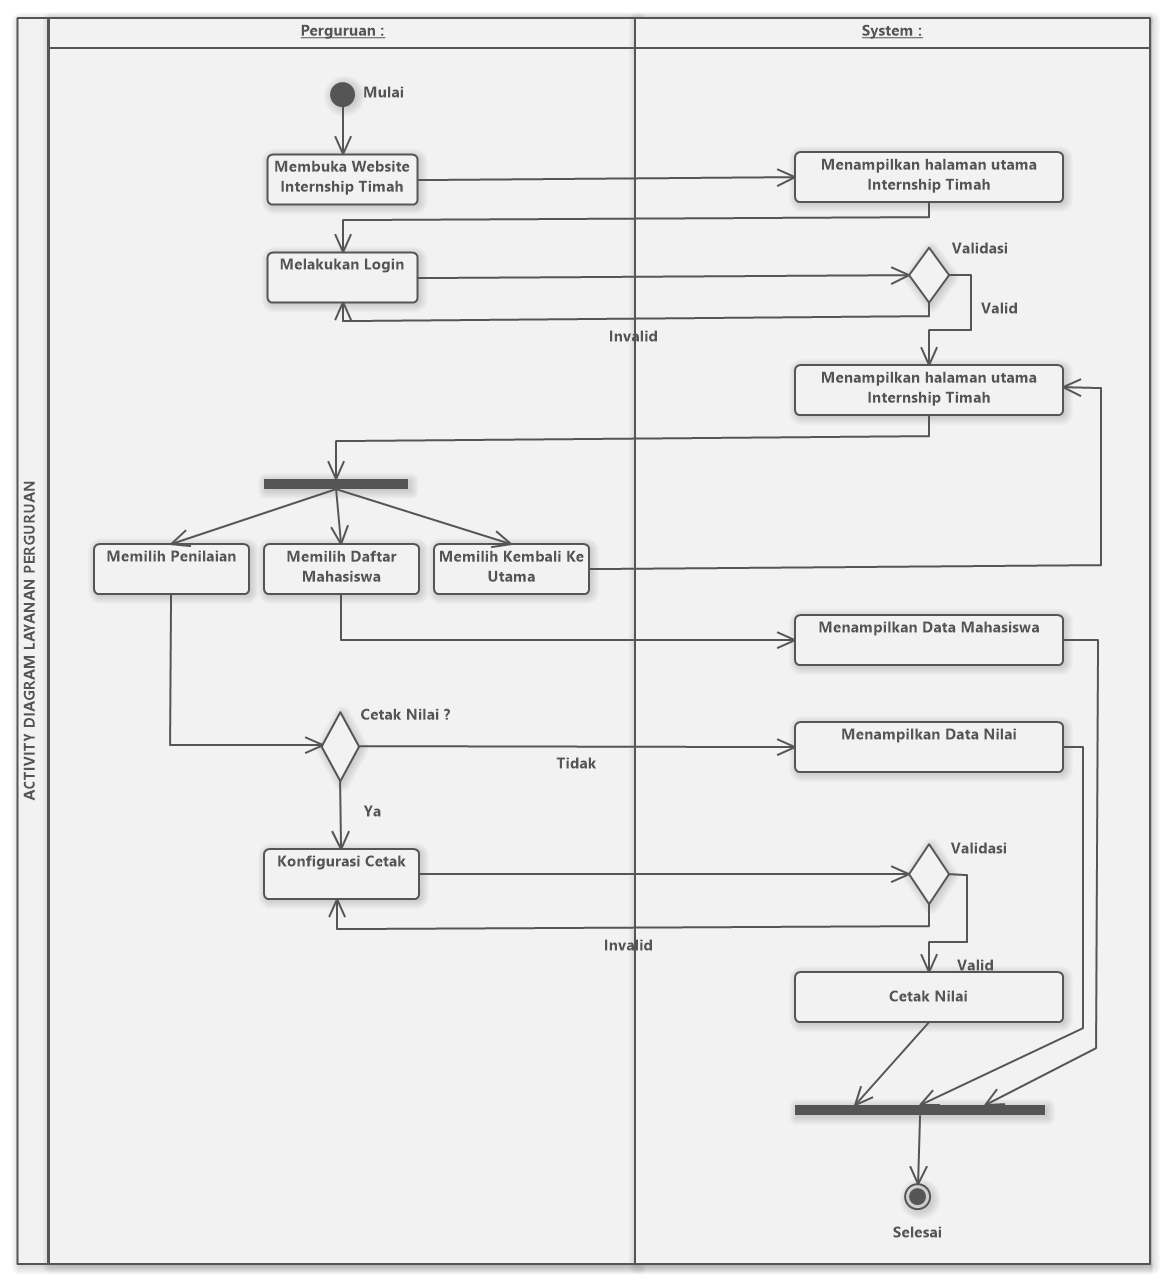 ACTIVITY DIAGRAM LAYANAN PERGURUAN
Perguruan :
System :
Mulai
Membuka Website
Internship Timah
Menampilkan halaman utama
Internship Timah
Melakukan Login
Validasi
Valid
Invalid
Menampilkan halaman utama
Internship Timah
Memilih Penilaian
Memilih Daftar
Mahasiswa
Memilih Kembali Ke
Utama
Menampilkan Data Mahasiswa
Cetak Nilai ?
Menampilkan Data Nilai
Tidak
Ya
Konfigurasi Cetak
Validasi
Invalid
Valid
Cetak Nilai
Selesai